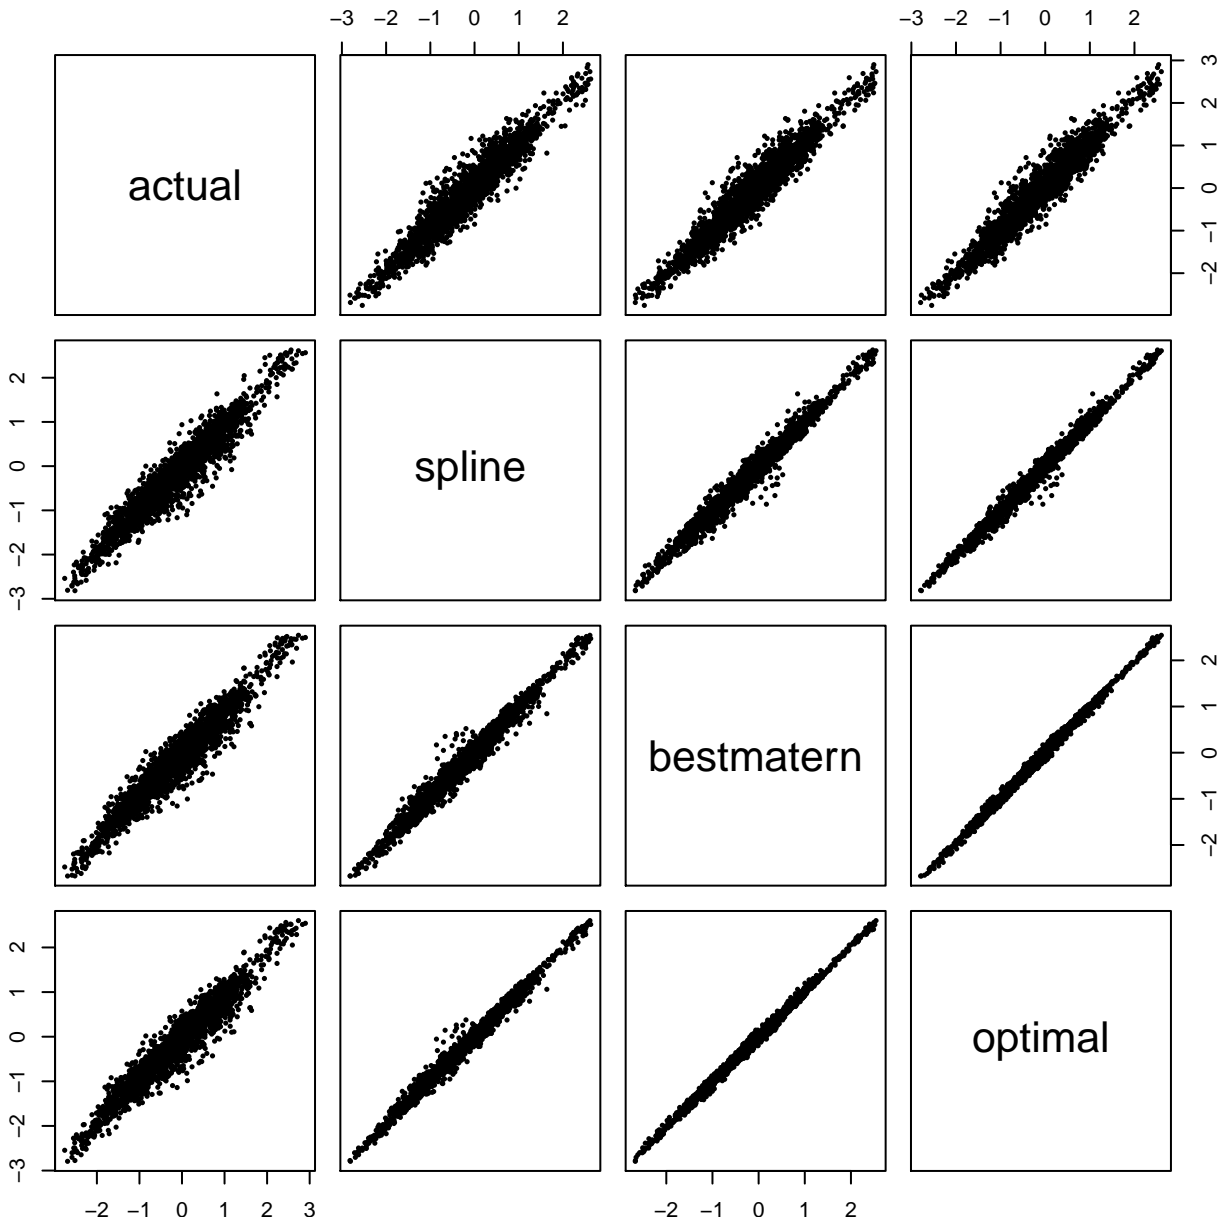 −3 −2 −1 0 1 2 −3 −2 −1 0 1 2
actual
−2 −1 0 1 2 3
−3 −2 −1 0 1 2
spline
bestmatern
−2 −1 0 1 2
−3 −2 −1 0 1 2
optimal
−2 −1 0 1 2 3 −2 −1 0 1 2